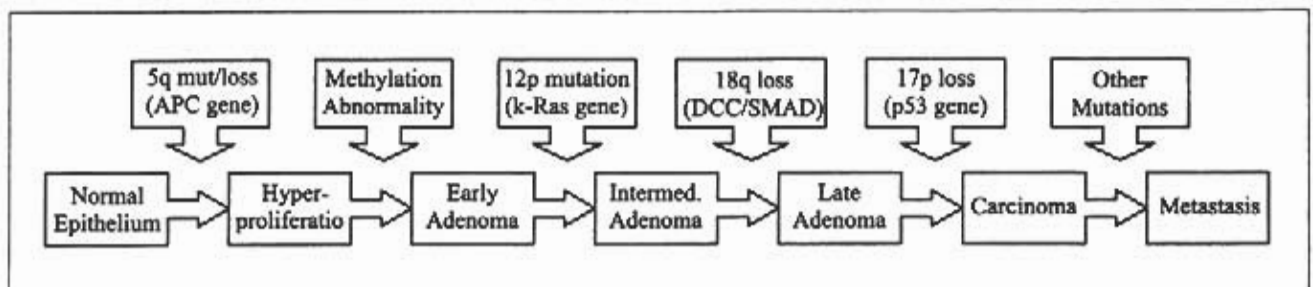 5q mut/loss
(APC gene)
Methylation
Abnormality
12p mutation
(k-Ras gene)
18q loss
(DCC/SMAD)
17p loss
(p53 gene)
Other
Mutations
Normal
Epithelium
Hyper-
proliferatio
Early
Adenoma
Intermed.
Adenoma
Late
Adenoma
Carcinoma
Metastasis